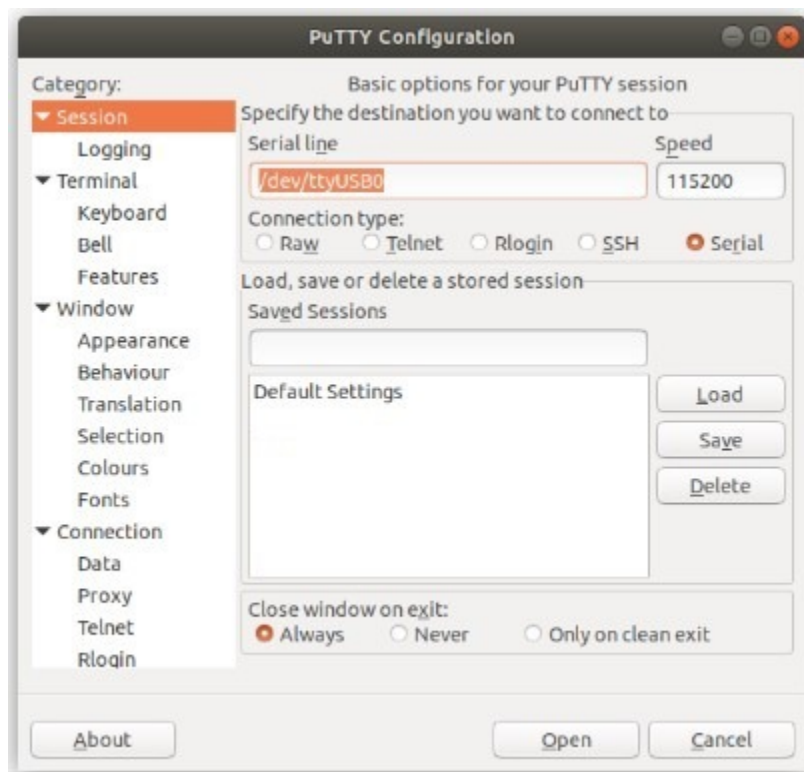 PuTTY Configuration
Category:
Session
Logging
Terminal
Keyboard
Bell
Features
Window
Appearance
Behaviour
Translation
Selection
Colours
Fonts
Connection
Data
Proxy
Telnet
Rlogin
Basic options for your PuTTY session
Specify the destination you want to connect to
Serial line Speed
/dev/ttyUSB0 115200
Connection type:
Raw Telnet Rlogin SSH Serial
Load, save or delete a stored session
Saved Sessions
Default Settings
Load
Save
Delete
Close window on exit:
Always Never Only on clean exit
About Open Cancel